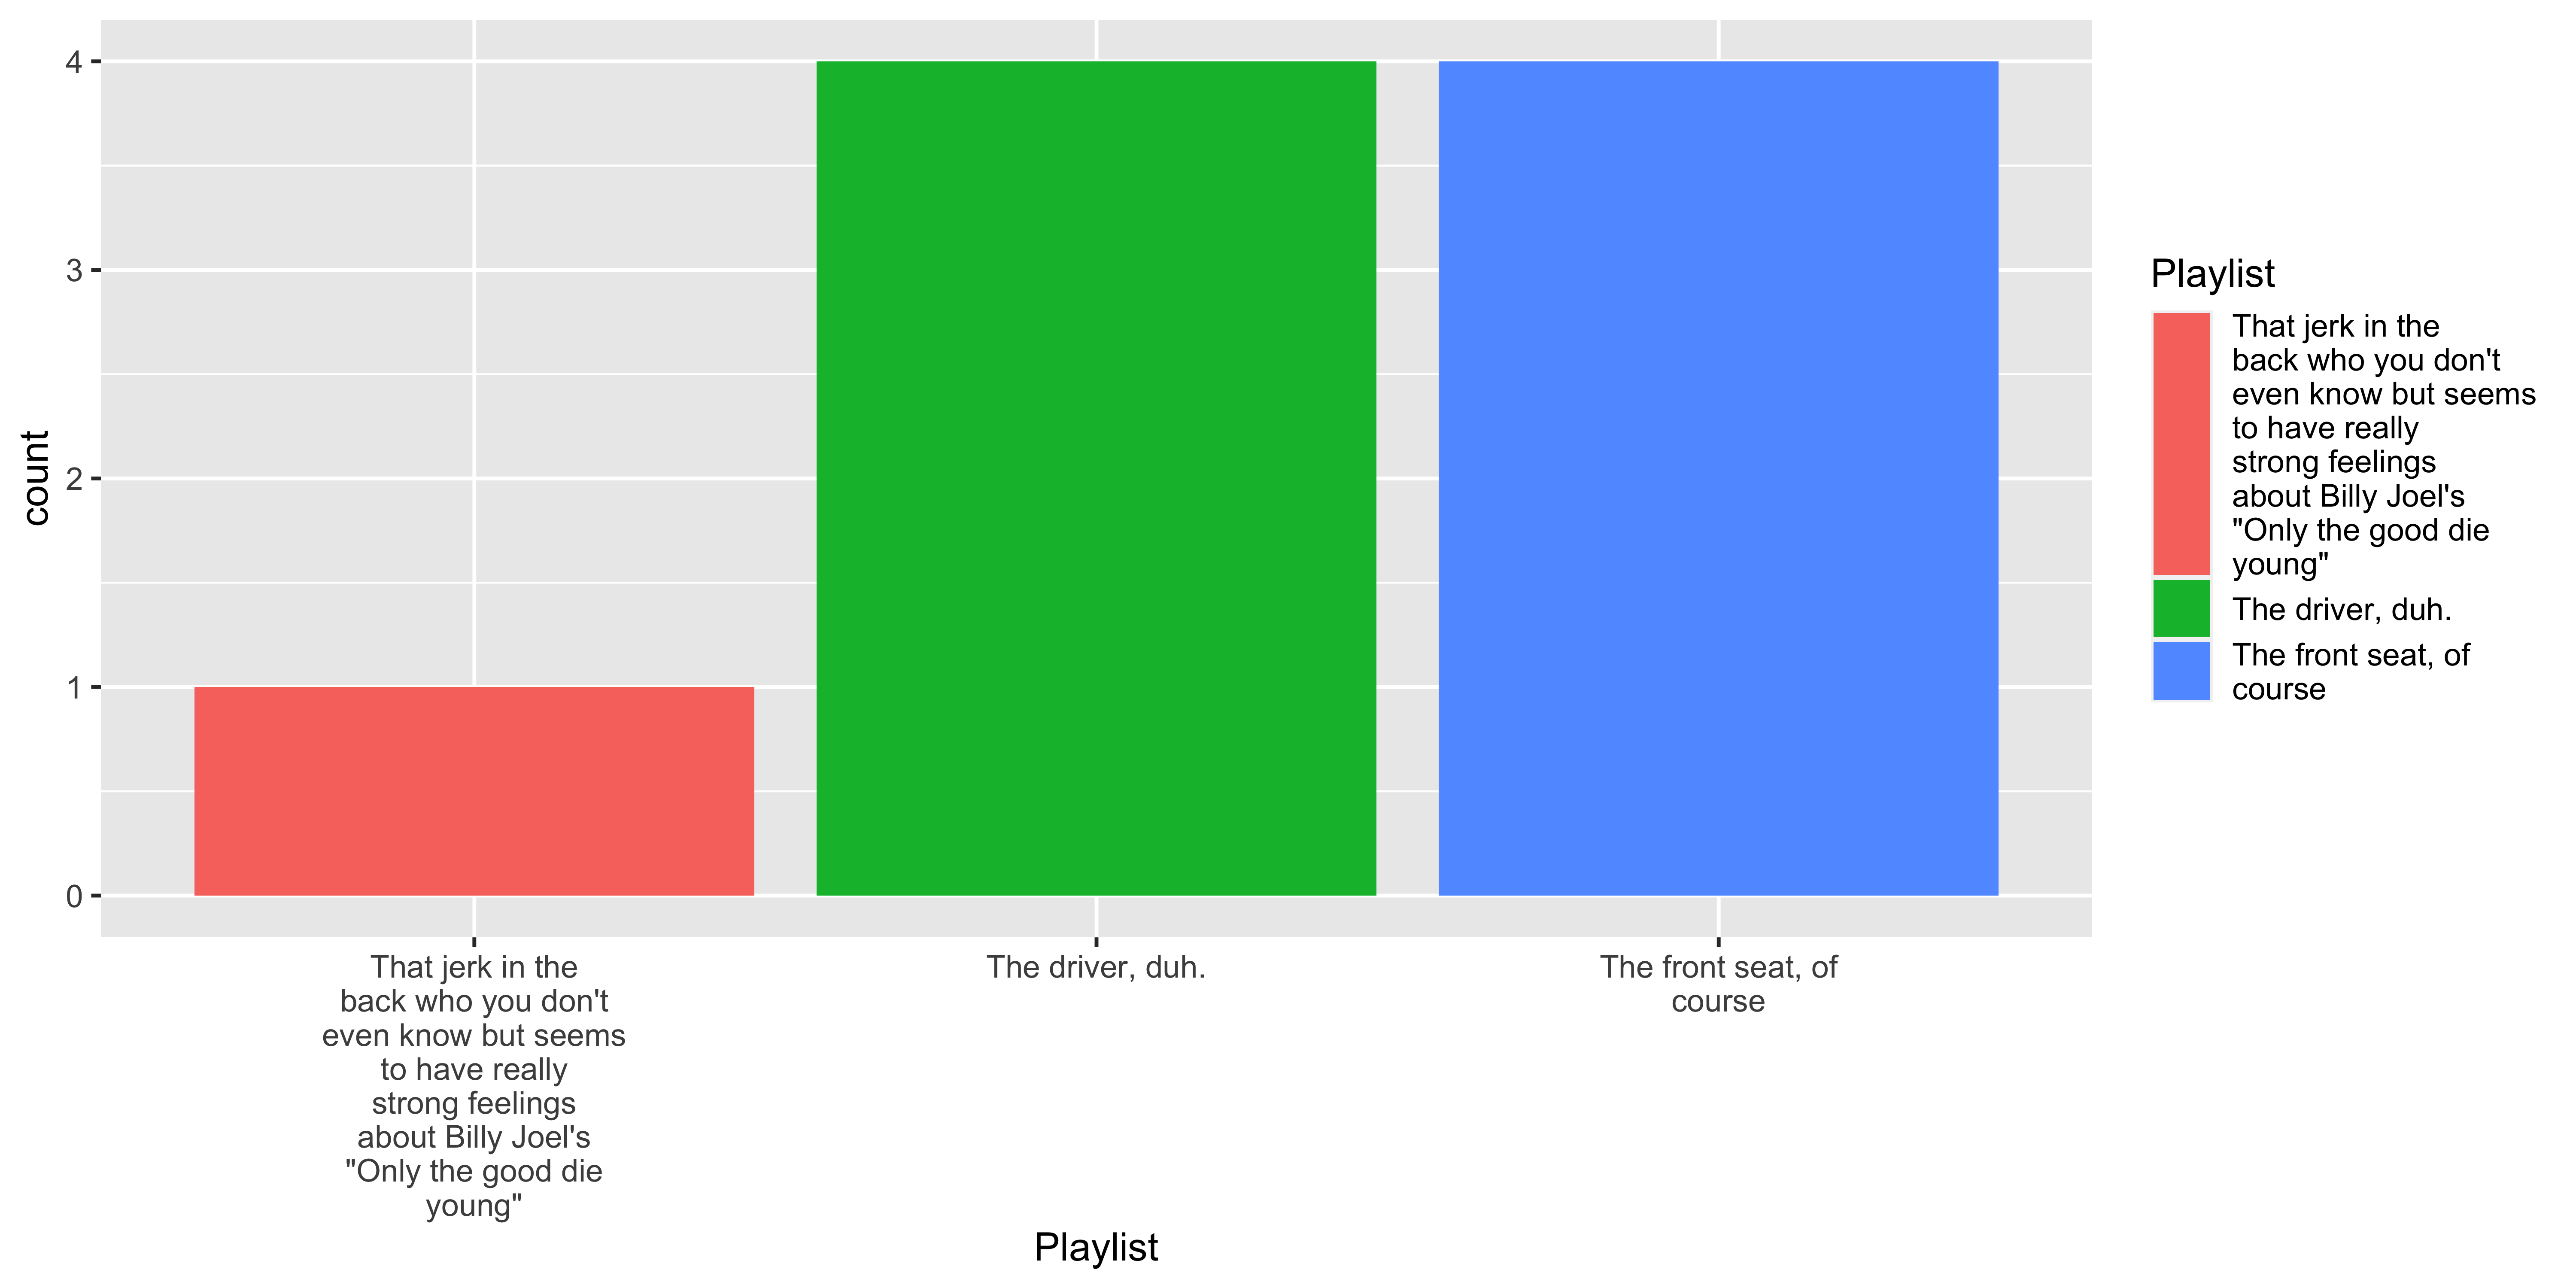 4
3
2
1
0
count
That jerk in the
back who you don't
even know but seems
to have really
strong feelings
about Billy Joel's
"Only the good die
young"
The driver, duh.
The front seat, of
course
Playlist
Playlist
That jerk in the
back who you don't
even know but seems
to have really
strong feelings
about Billy Joel's
"Only the good die
young"
The driver, duh.
The front seat, of
course